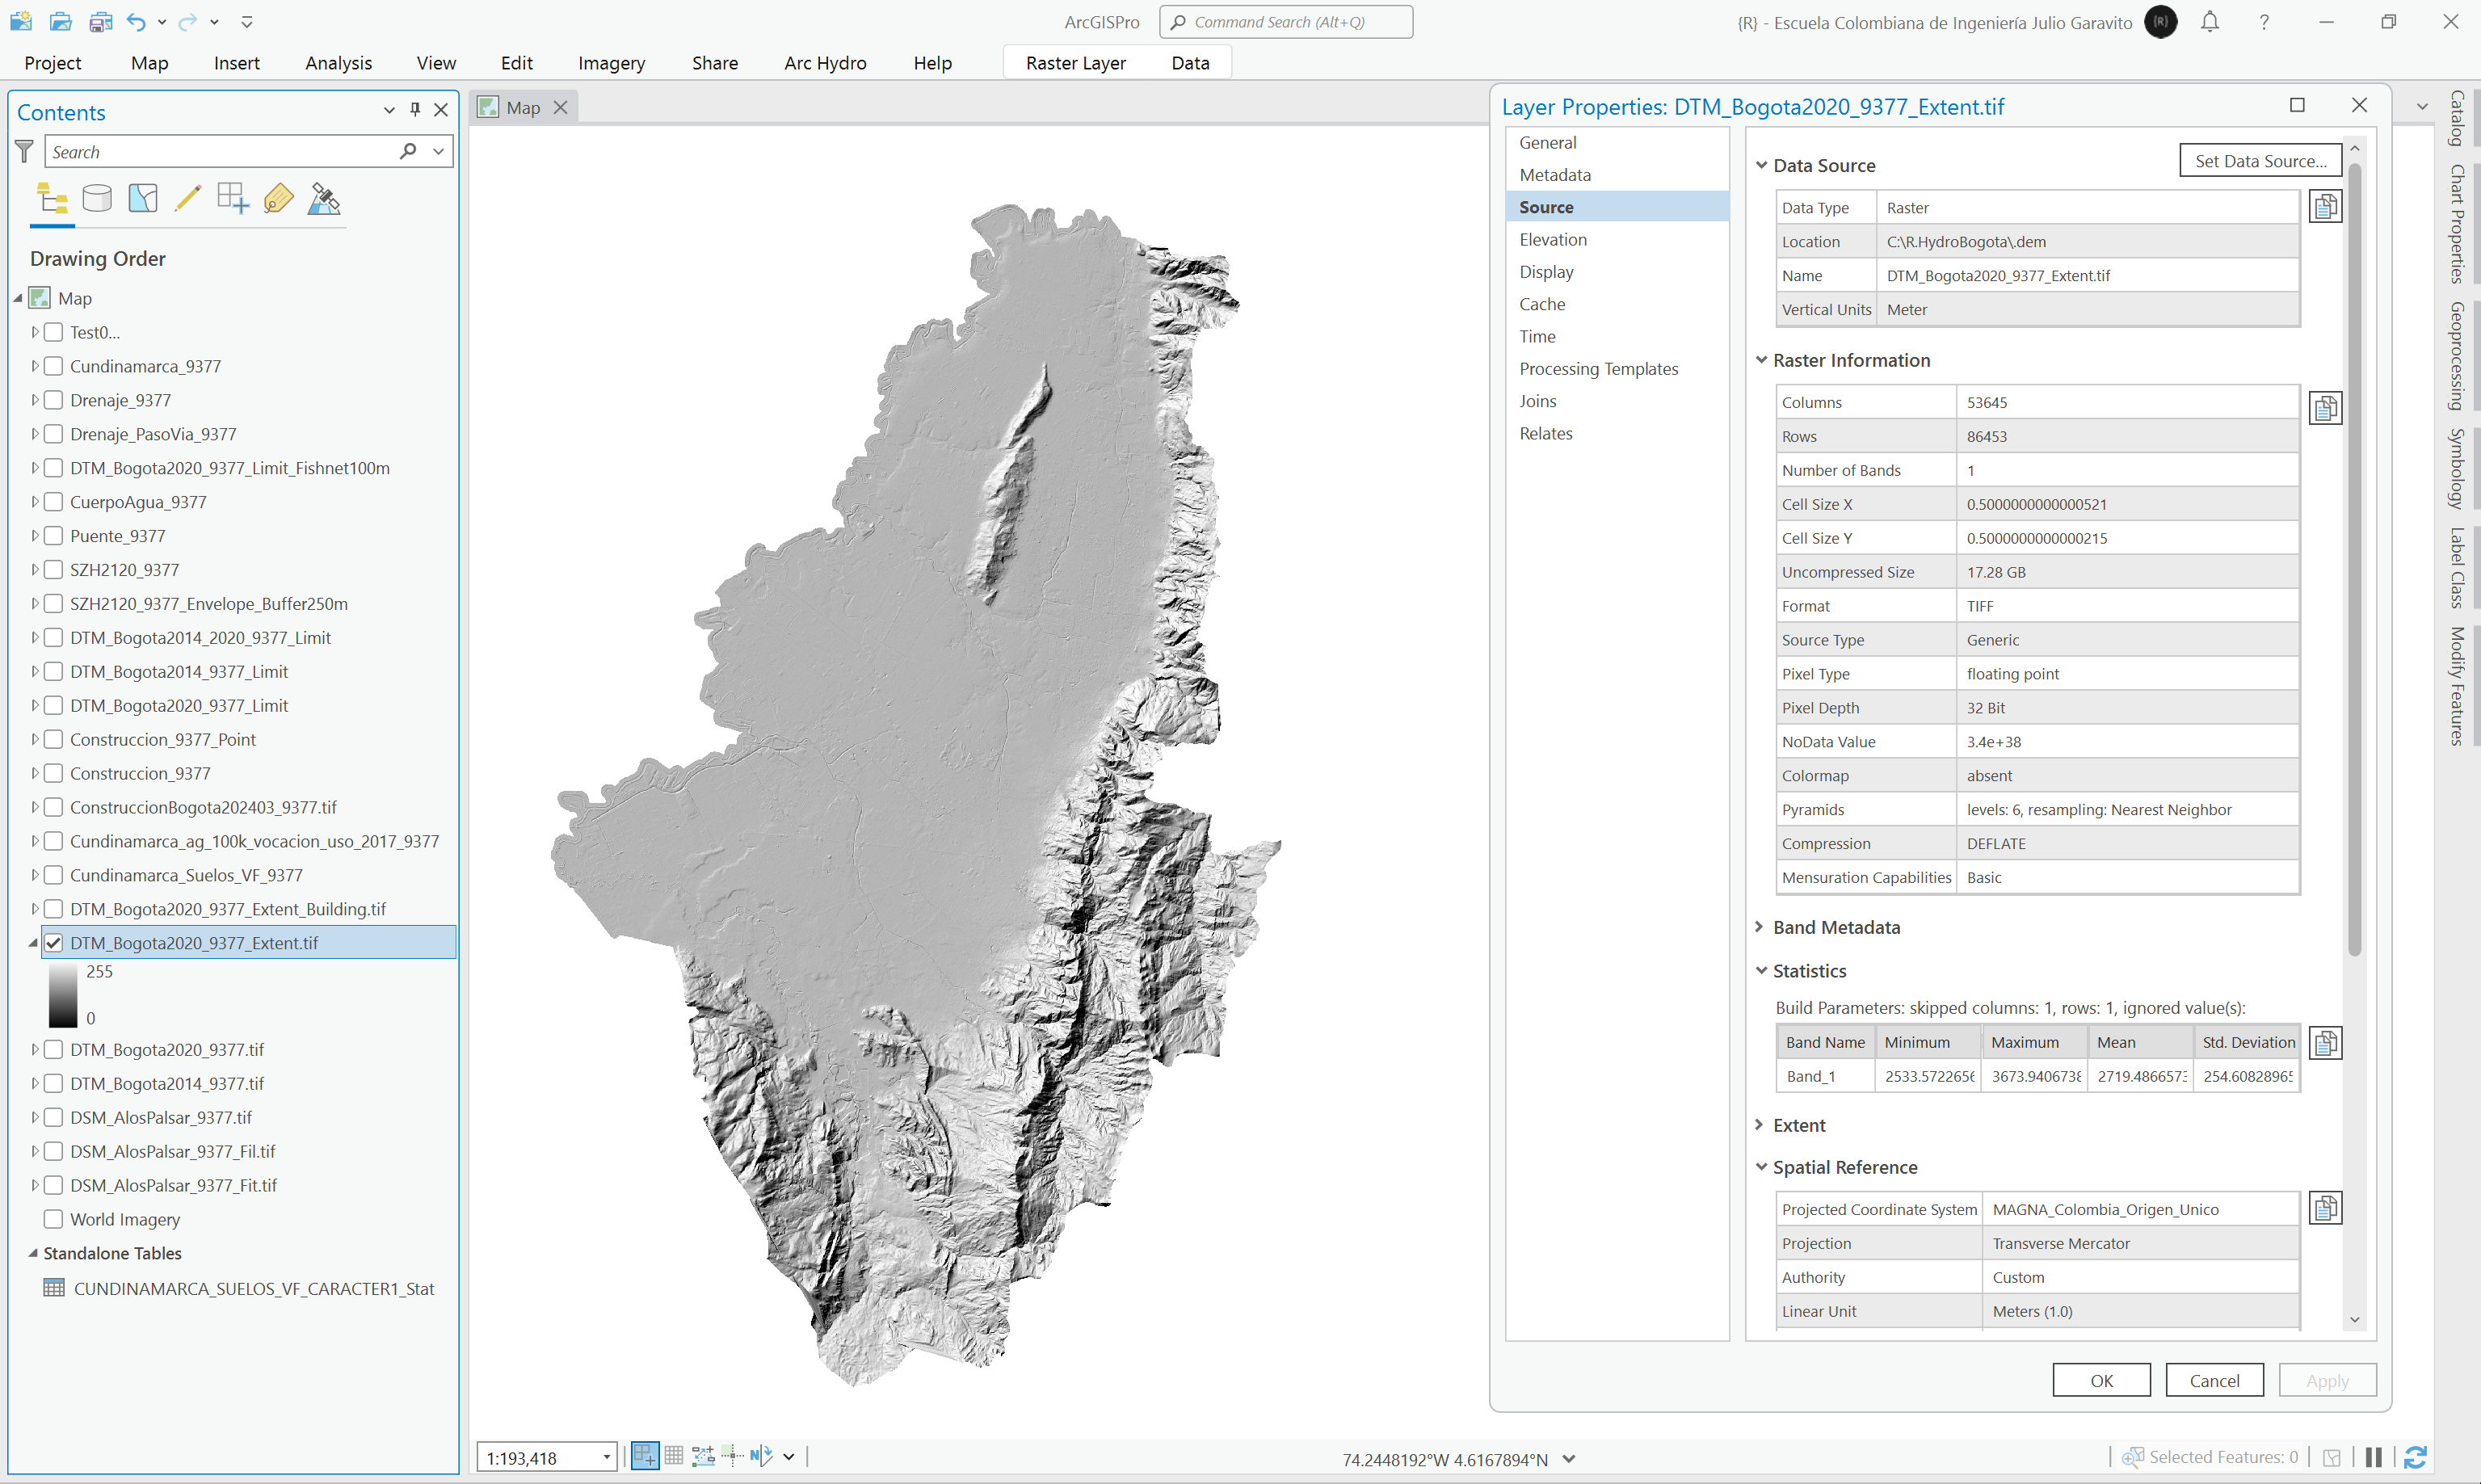 ArcGISPro
Command Search (Alt+Q)
{R} - Escuela Colombiana de Ingeniería Julio Garavito
{R}
Project Map Insert Analysis View Edit Imagery Share Arc Hydro Help Raster Layer Data
Contents
Search
Drawing Order
Map
Test0...
Cundinamarca_9377
Drenaje_9377
Drenaje_PasoVia_9377
DTM_Bogota2020_9377_Limit_Fishnet100m
CuerpoAgua_9377
Puente_9377
SZH2120_9377
SZH2120_9377_Envelope_Buffer250m
DTM_Bogota2014_2020_9377_Limit
DTM_Bogota2014_9377_Limit
DTM_Bogota2020_9377_Limit
Construccion_9377_Point
Construccion_9377
ConstruccionBogota202403_9377.tif
Cundinamarca_ag_100k_vocacion_uso_2017_9377
Cundinamarca_Suelos_VF_9377
DTM_Bogota2020_9377_Extent_Building.tif
DTM_Bogota2020_9377_Extent.tif
255
0
DTM_Bogota2020_9377.tif
DTM_Bogota2014_9377.tif
DSM_AlosPalsar_9377.tif
DSM_AlosPalsar_9377_Fil.tif
DSM_AlosPalsar_9377_Fit.tif
World Imagery
Standalone Tables
CUNDINAMARCA_SUELOS_VF_CARACTER1_Stat
Map
1:193,418
74.2448192°W 4.6167894°N
Selected Features: 0
Layer Properties: DTM_Bogota2020_9377_Extent.tif
General
Metadata
Source
Elevation
Display
Cache
Time
Processing Templates
Joins
Relates
Data Source
Set Data Source...
Data Type Raster
Location C:\R.HydroBogota\.dem
Name DTM_Bogota2020_9377_Extent.tif
Vertical Units Meter
Raster Information
Columns 53645
Rows 86453
Number of Bands 1
Cell Size X 0.5000000000000521
Cell Size Y 0.5000000000000215
Uncompressed Size 17.28 GB
Format TIFF
Source Type Generic
Pixel Type floating point
Pixel Depth 32 Bit
NoData Value 3.4e+38
Colormap absent
Pyramids levels: 6, resampling: Nearest Neighbor
Compression DEFLATE
Mensuration Capabilities Basic
Band Metadata
Statistics
Build Parameters: skipped columns: 1, rows: 1, ignored value(s):
Band Name Minimum Maximum Mean Std. Deviation
Band_1 2533.5722656 3673.9406738 2719.4866573 254.60828965
Extent
Spatial Reference
Projected Coordinate System MAGNA_Colombia_Origen_Unico
Projection Transverse Mercator
Authority Custom
Linear Unit Meters (1.0)
OK Cancel Apply
Catalog
Chart Properties
Geoprocessing
Symbology
Label Class
Modify Features